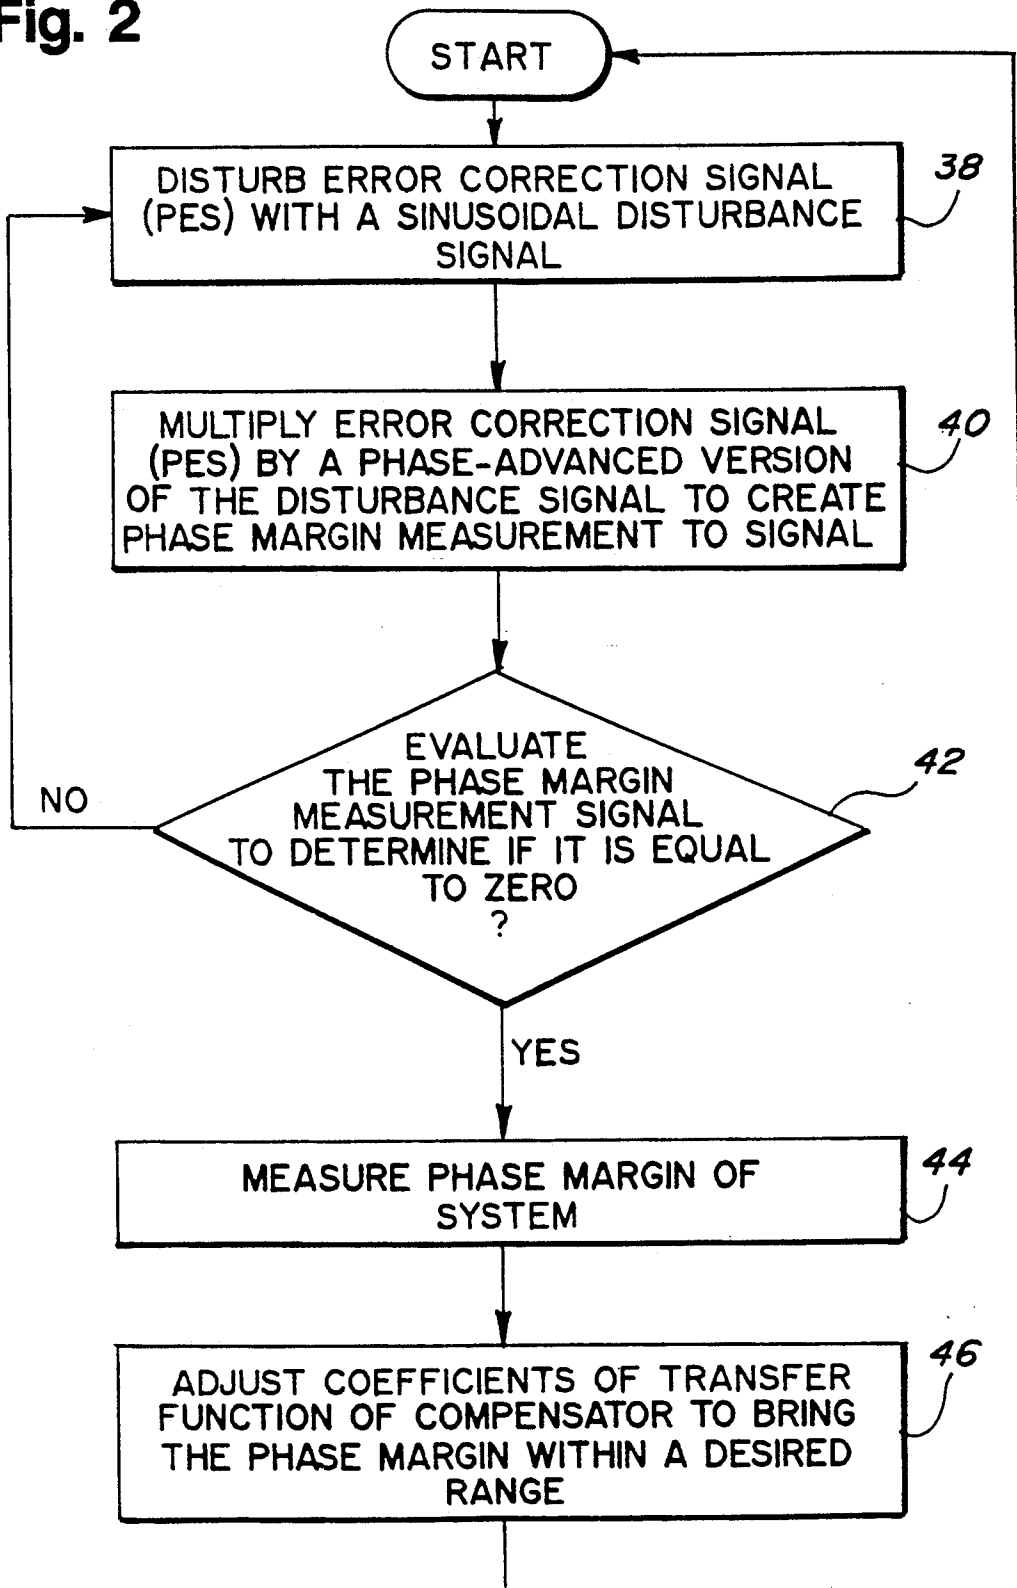 Fig. 2
START
DISTURB ERROR CORRECTION SIGNAL
(PES) WITH A SINUSOIDAL DISTURBANCE
SIGNAL
38
MULTIPLY ERROR CORRECTION SIGNAL
(PES) BY A PHASE-ADVANCED VERSION
OF THE DISTURBANCE SIGNAL TO CREATE
PHASE MARGIN MEASUREMENT TO SIGNAL
40
EVALUATE
THE PHASE MARGIN
MEASUREMENT SIGNAL
TO DETERMINE IF IT IS EQUAL
TO ZERO
?
42
NO
YES
MEASURE PHASE MARGIN OF
SYSTEM
44
ADJUST COEFFICIENTS OF TRANSFER
FUNCTION OF COMPENSATOR TO BRING
THE PHASE MARGIN WITHIN A DESIRED
RANGE
46